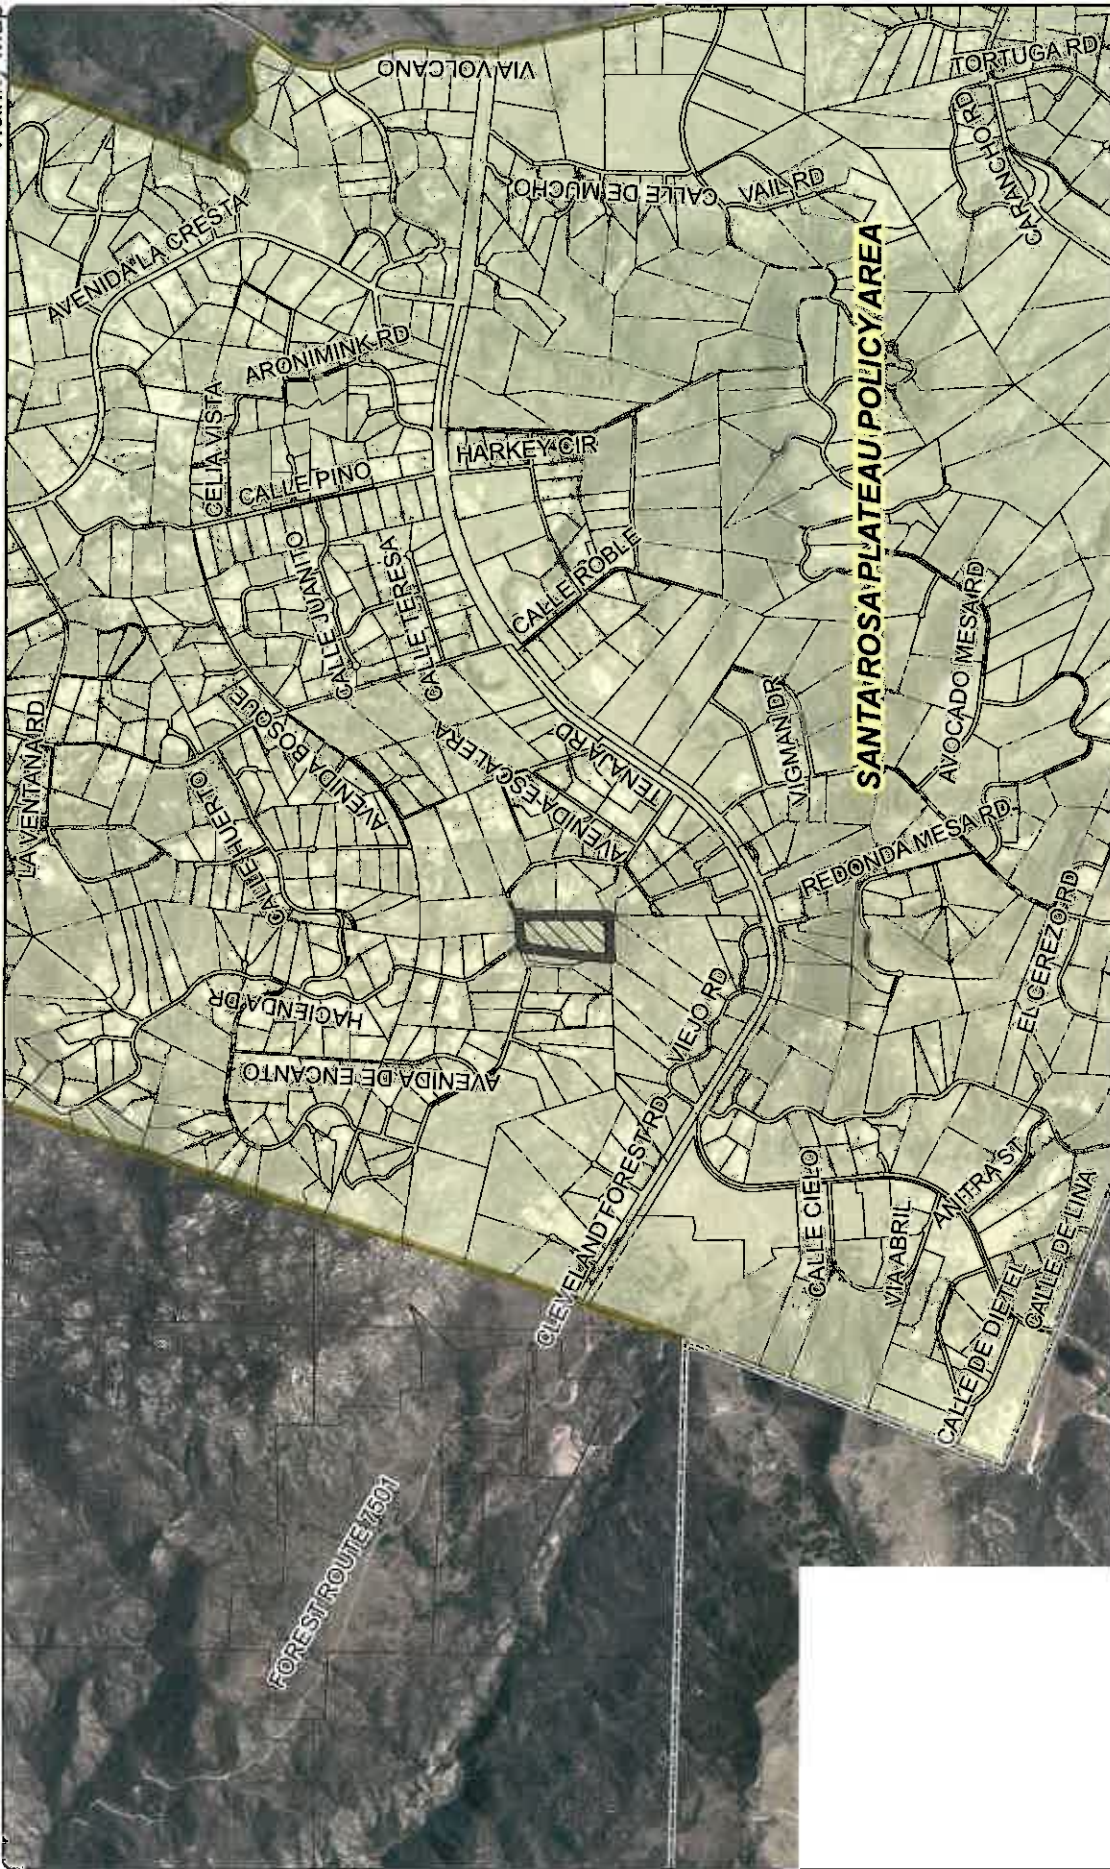 VIA VOLCANO
TORTUGA RD
CARANCHO RD
CALLE DE MUCHO
VAIL RD
AVENIDA LA CRESTA
ARONIMINK RD
CELIA VISTA
CALLE PINO
HARKEY CIR
SANTA ROSA PLATEAU POLICY AREA
CALLE JUANITO
CALLE TERESA
CALLE ROBLE
AVOCADO MESA RD
LA VENTANA RD
AVENIDA BOSQUE
CALLE HUERTO
AVENIDA ESCALERA
TENAJA RD
VIGMAN DR
REDONDA MESA RD
EL CEREZO RD
HACIENDA DR
AVENIDA DE ENCANTO
VIEJO RD
CLEVELAND FOREST RD
CALLE CIELO
VIA ABRIL
ANITRA ST
CALLE DE LINA
CALLE DE DIETEL
FOREST ROUTE 7S01